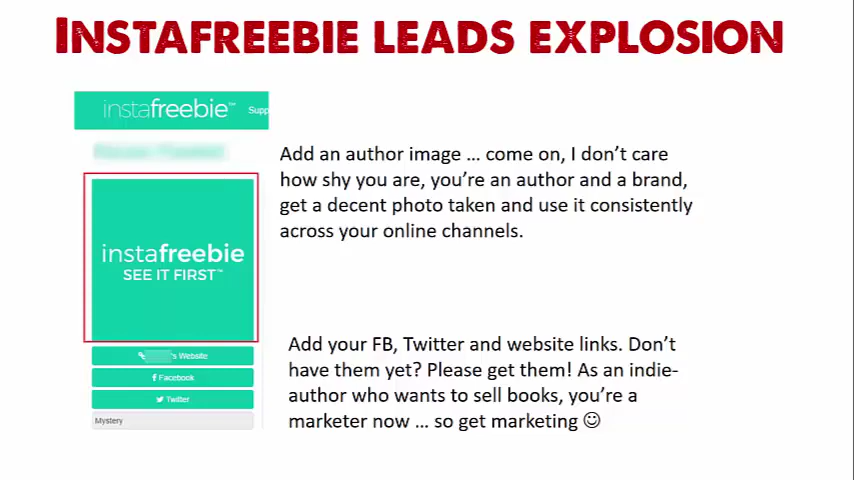 INSTAFREEBIE LEADS EXPLOSION
instafreebie™ Supp
Add an author image ... come on, I don't care
how shy you are, you're an author and a brand,
get a decent photo taken and use it consistently
across your online channels.
instafreebie
SEE IT FIRST™
Add your FB, Twitter and website links. Don't
have them yet? Please get them! As an indie-
author who wants to sell books, you're a
marketer now ... so get marketing ☺
's Website
Facebook
Twitter
Mystery